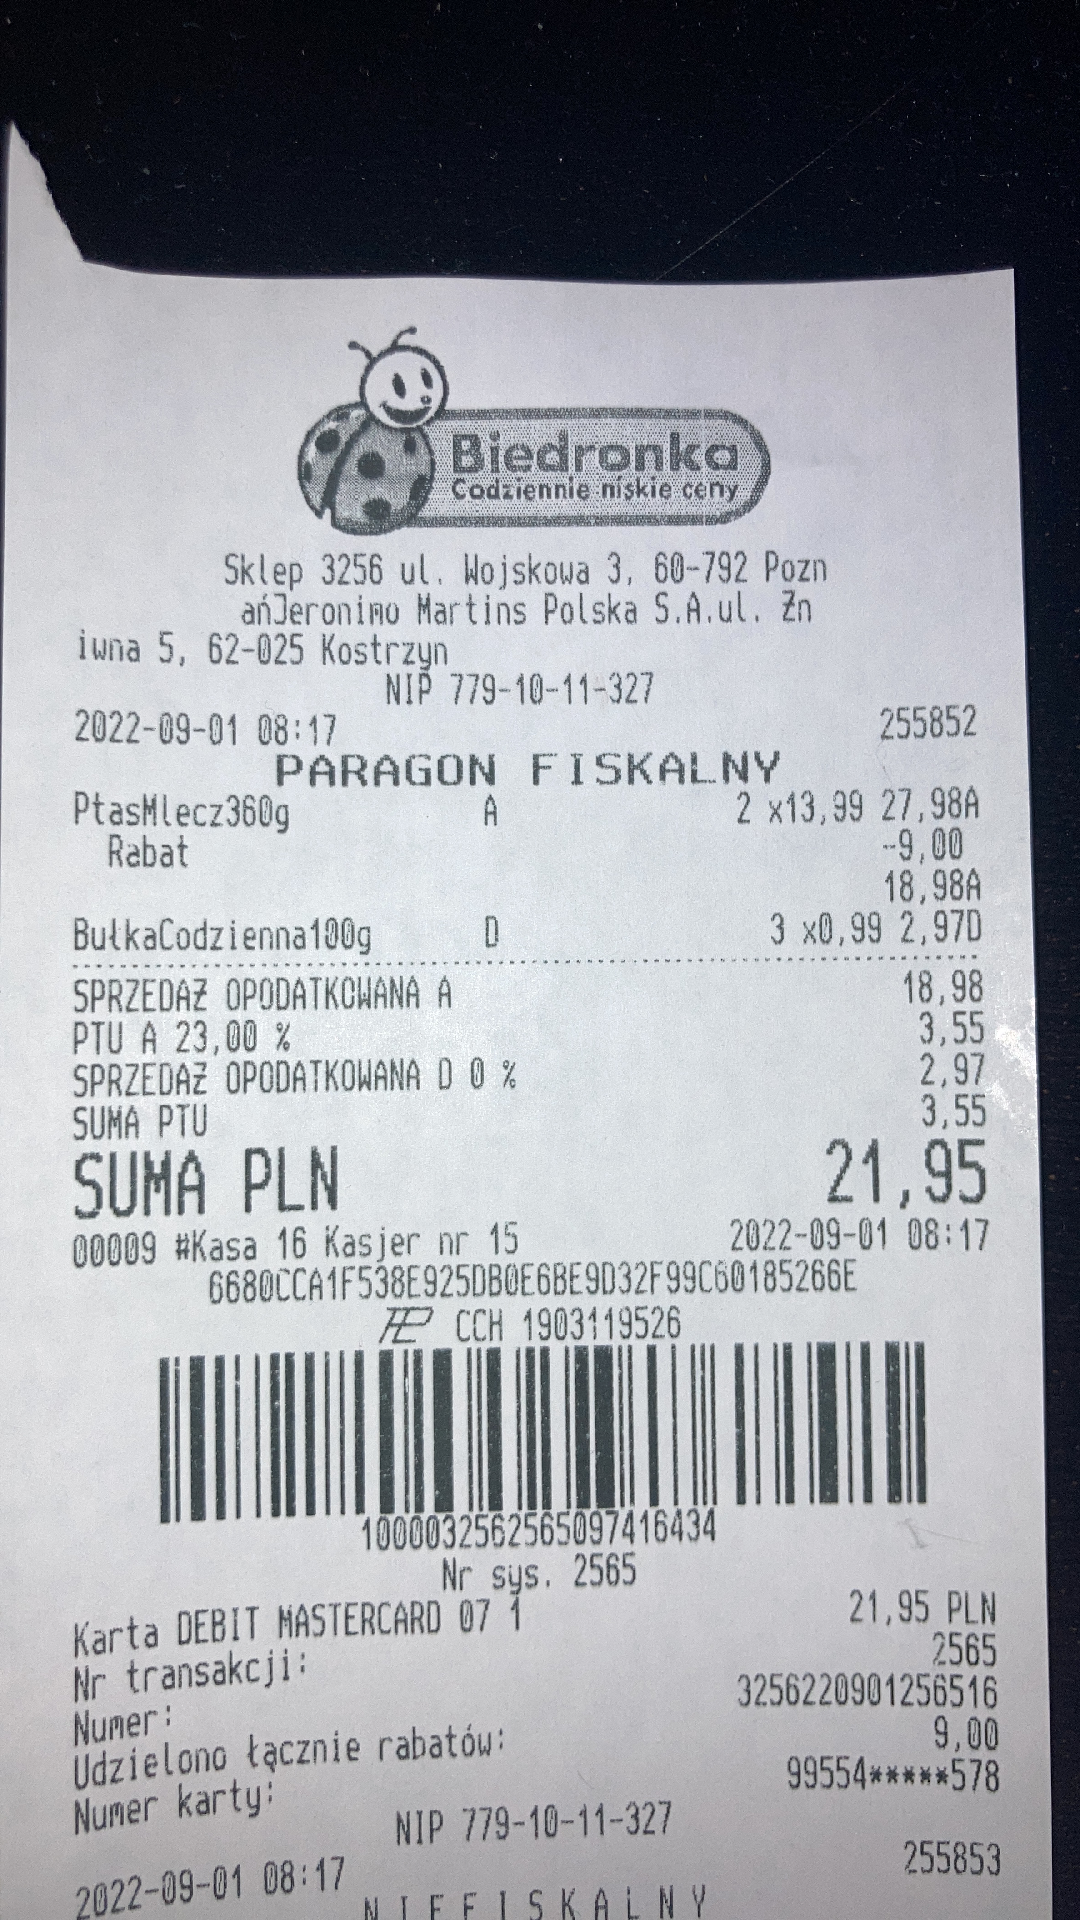 Biedronka
Codziennie niskie ceny
Sklep 3256 ul. Wojskowa 3, 60-792 Pozn
ańJeronimo Martins Polska S.A.ul. Żn
iwna 5, 62-025 Kostrzyn
NIP 779-10-11-327
2022-09-01 08:17 255852
PARAGON FISKALNY
PtasMlecz360g A 2 x13,99 27,98A
Rabat -9,00
18,98A
BułkaCodzienna100g D 3 x0,99 2,97D
SPRZEDAŻ OPODATKOWANA A 18,98
PTU A 23,00 % 3,55
SPRZEDAŻ OPODATKOWANA D 0 % 2,97
SUMA PTU 3,55
SUMA PLN 21,95
00009 #Kasa 16 Kasjer nr 15 2022-09-01 08:17
6680CCA1F538E925DB0E6BE9D32F99C60185266E
CCH 1903119526
1000032562565097416434
Nr sys. 2565
Karta DEBIT MASTERCARD 07 1 21,95 PLN
Nr transakcji: 2565
Numer: 3256220901256516
Udzielono łącznie rabatów: 9,00
Numer karty: 99554*****578
NIP 779-10-11-327
2022-09-01 08:17 255853
NIEFISKALNY